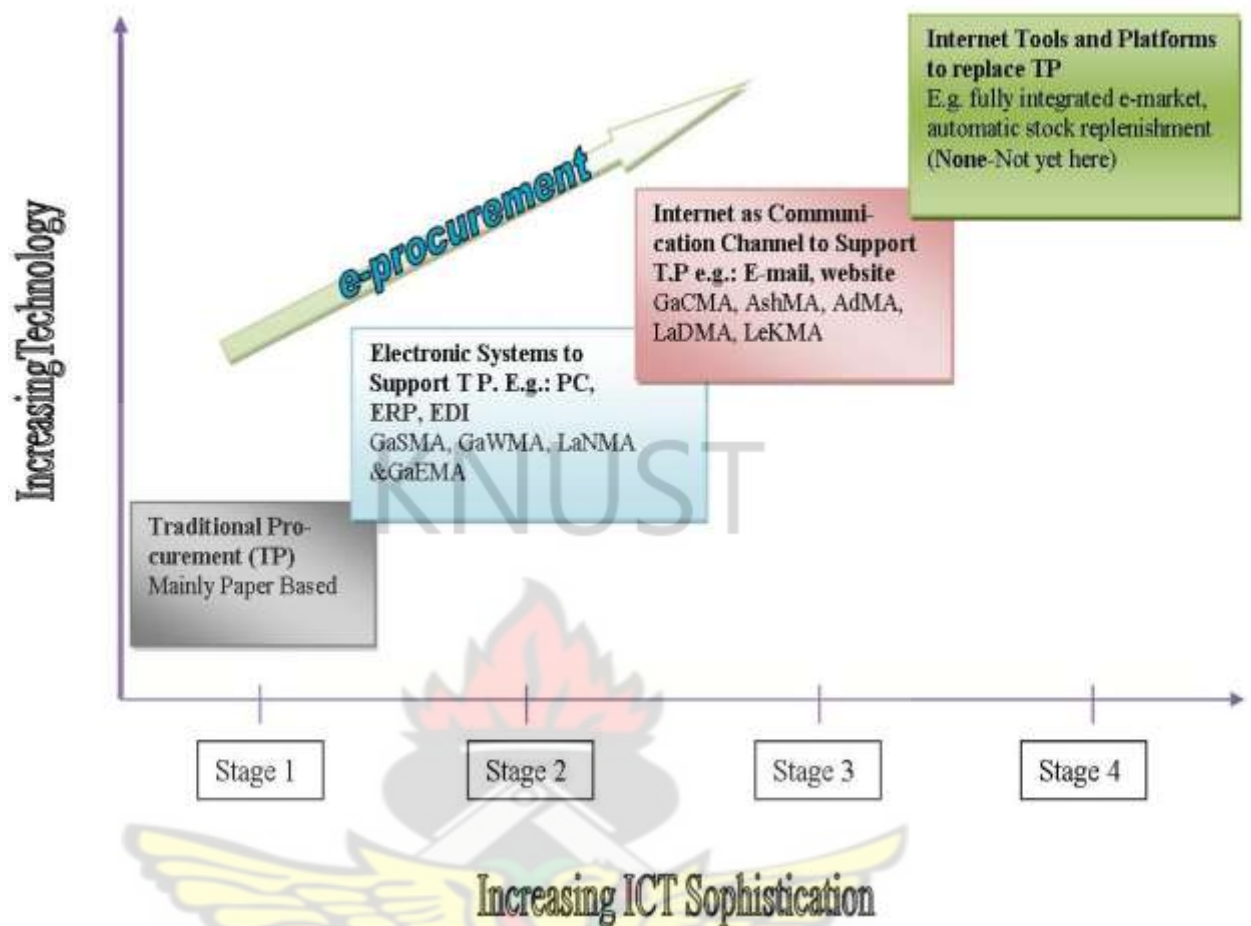 Internet Tools and Platforms
to replace TP
E.g. fully integrated e-market,
automatic stock replenishment
(None-Not yet here)
Internet as Communi-
cation Channel to Support
T.P e.g.: E-mail, website
GaCMA, AshMA, AdMA,
LaDMA, LeKMA
e-procurement
Electronic Systems to
Support T P. E.g.: PC,
ERP, EDI
GaSMA, GaWMA, LaNMA
&GaEMA
KNUST
Traditional Pro-
curement (TP)
Mainly Paper Based
IncreasingTechnology
Stage 1
Stage 2
Stage 3
Stage 4
Increasing ICT Sophistication